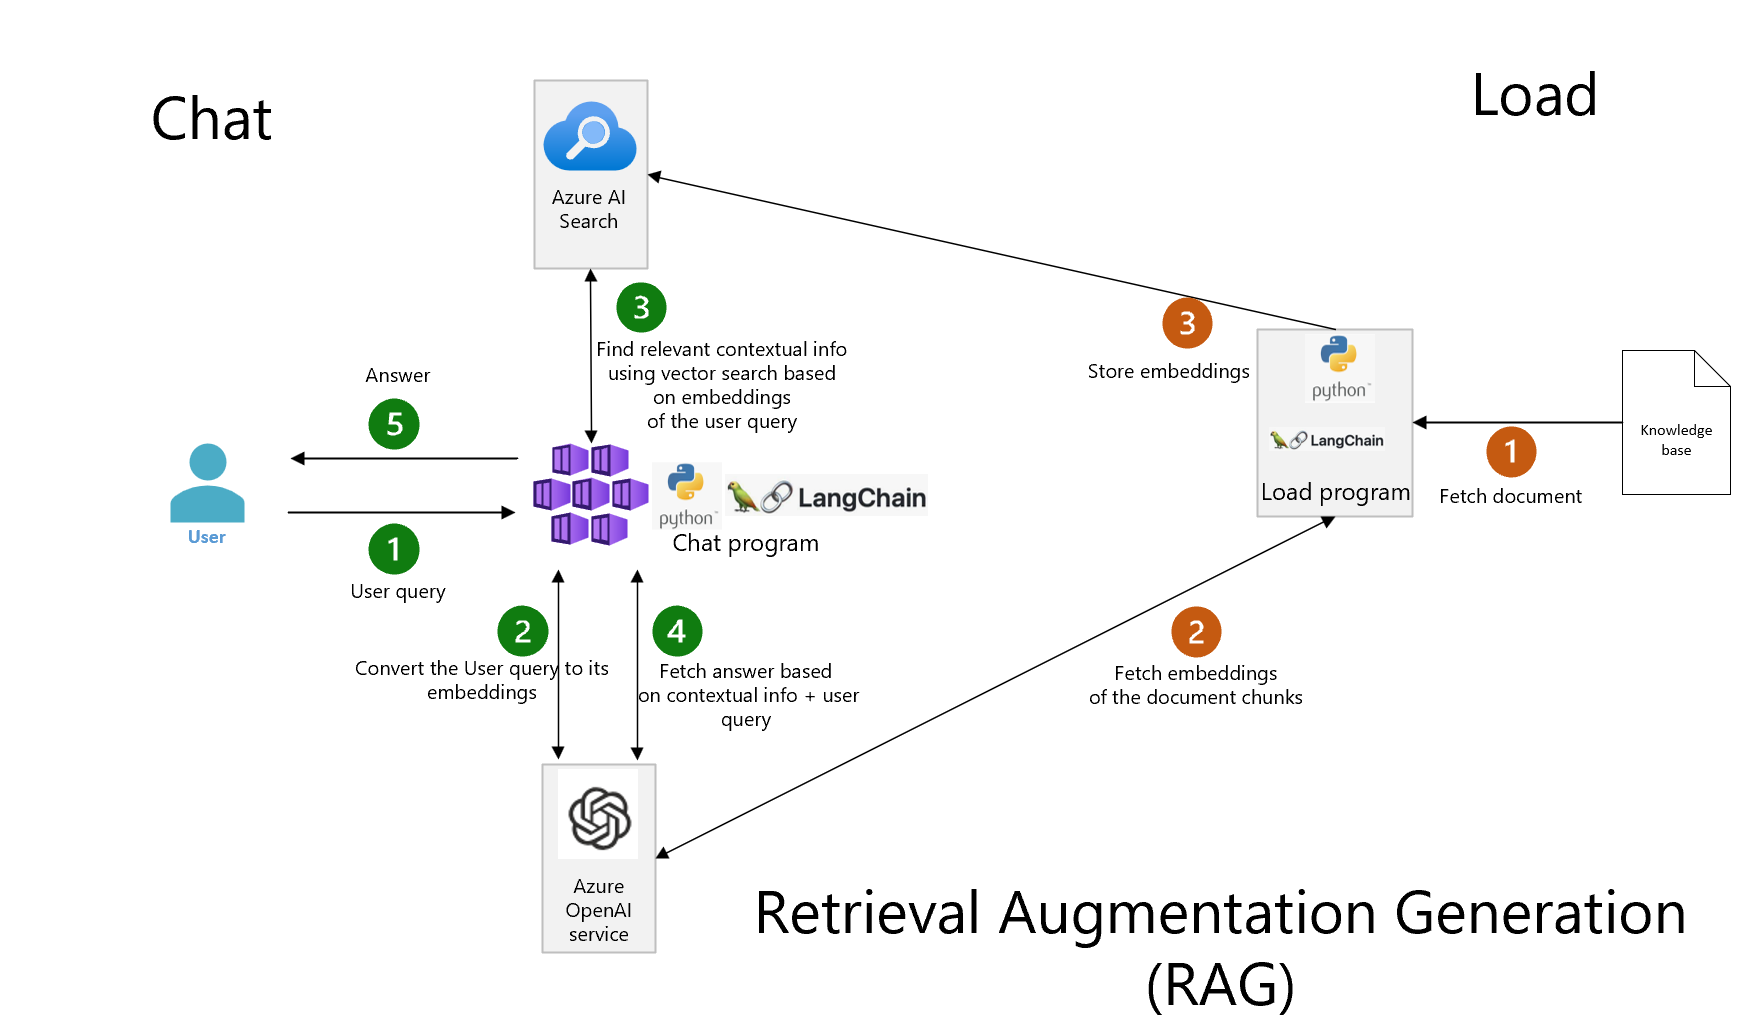 Chat
Load
Azure AI
Search
3
Find relevant contextual info
using vector search based
on embeddings
of the user query
Answer
5
User
1
User query
python™
LangChain
Chat program
2
Convert the User query to its
embeddings
4
Fetch answer based
on contextual info + user
query
Azure
OpenAI
service
3
Store embeddings
python™
LangChain
Load program
1
Fetch document
Knowledge
base
2
Fetch embeddings
of the document chunks
Retrieval Augmentation Generation
(RAG)